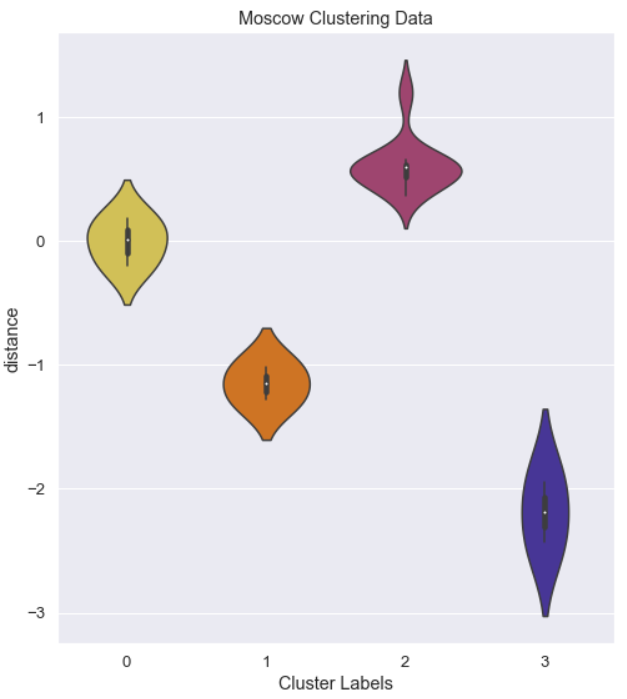 Moscow Clustering Data
distance
1
0
−1
−2
−3
0 1 2 3
Cluster Labels